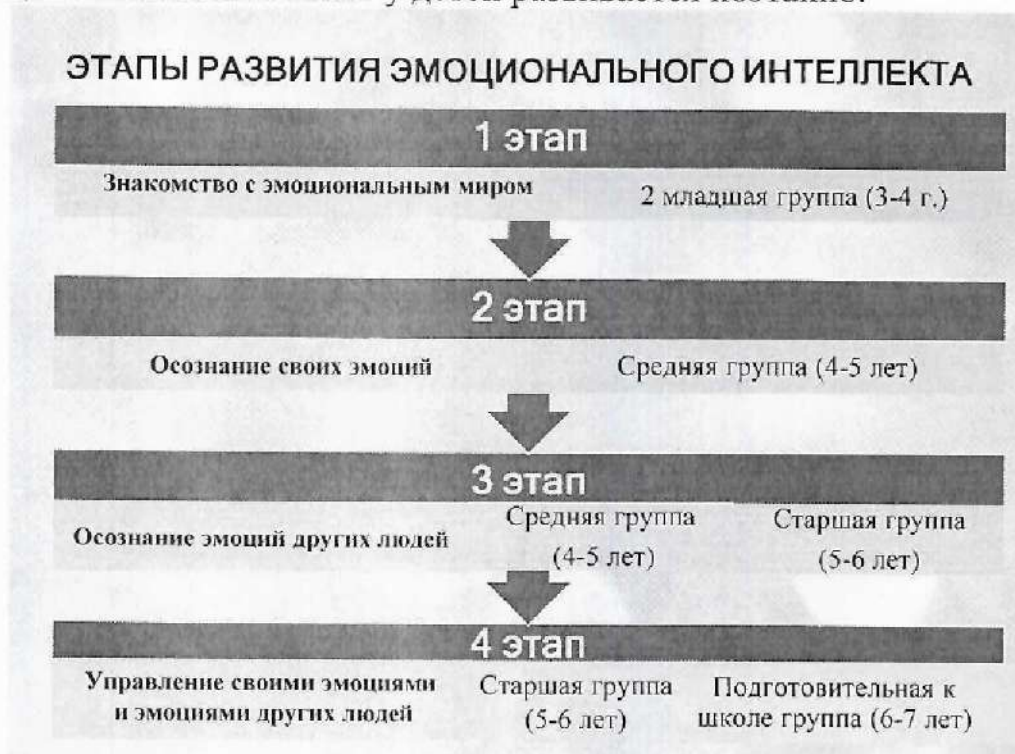 у детей развивается поэтапно.
ЭТАПЫ РАЗВИТИЯ ЭМОЦИОНАЛЬНОГО ИНТЕЛЛЕКТА
1 этап
Знакомство с эмоциональным миром 2 младшая группа (3-4 г.)
2 этап
Осознание своих эмоций Средняя группа (4-5 лет)
3 этап
Осознание эмоций других людей
Средняя группа
(4-5 лет)
Старшая группа
(5-6 лет)
4 этап
Управление своими эмоциями
и эмоциями других людей
Старшая группа
(5-6 лет)
Подготовительная к
школе группа (6-7 лет)